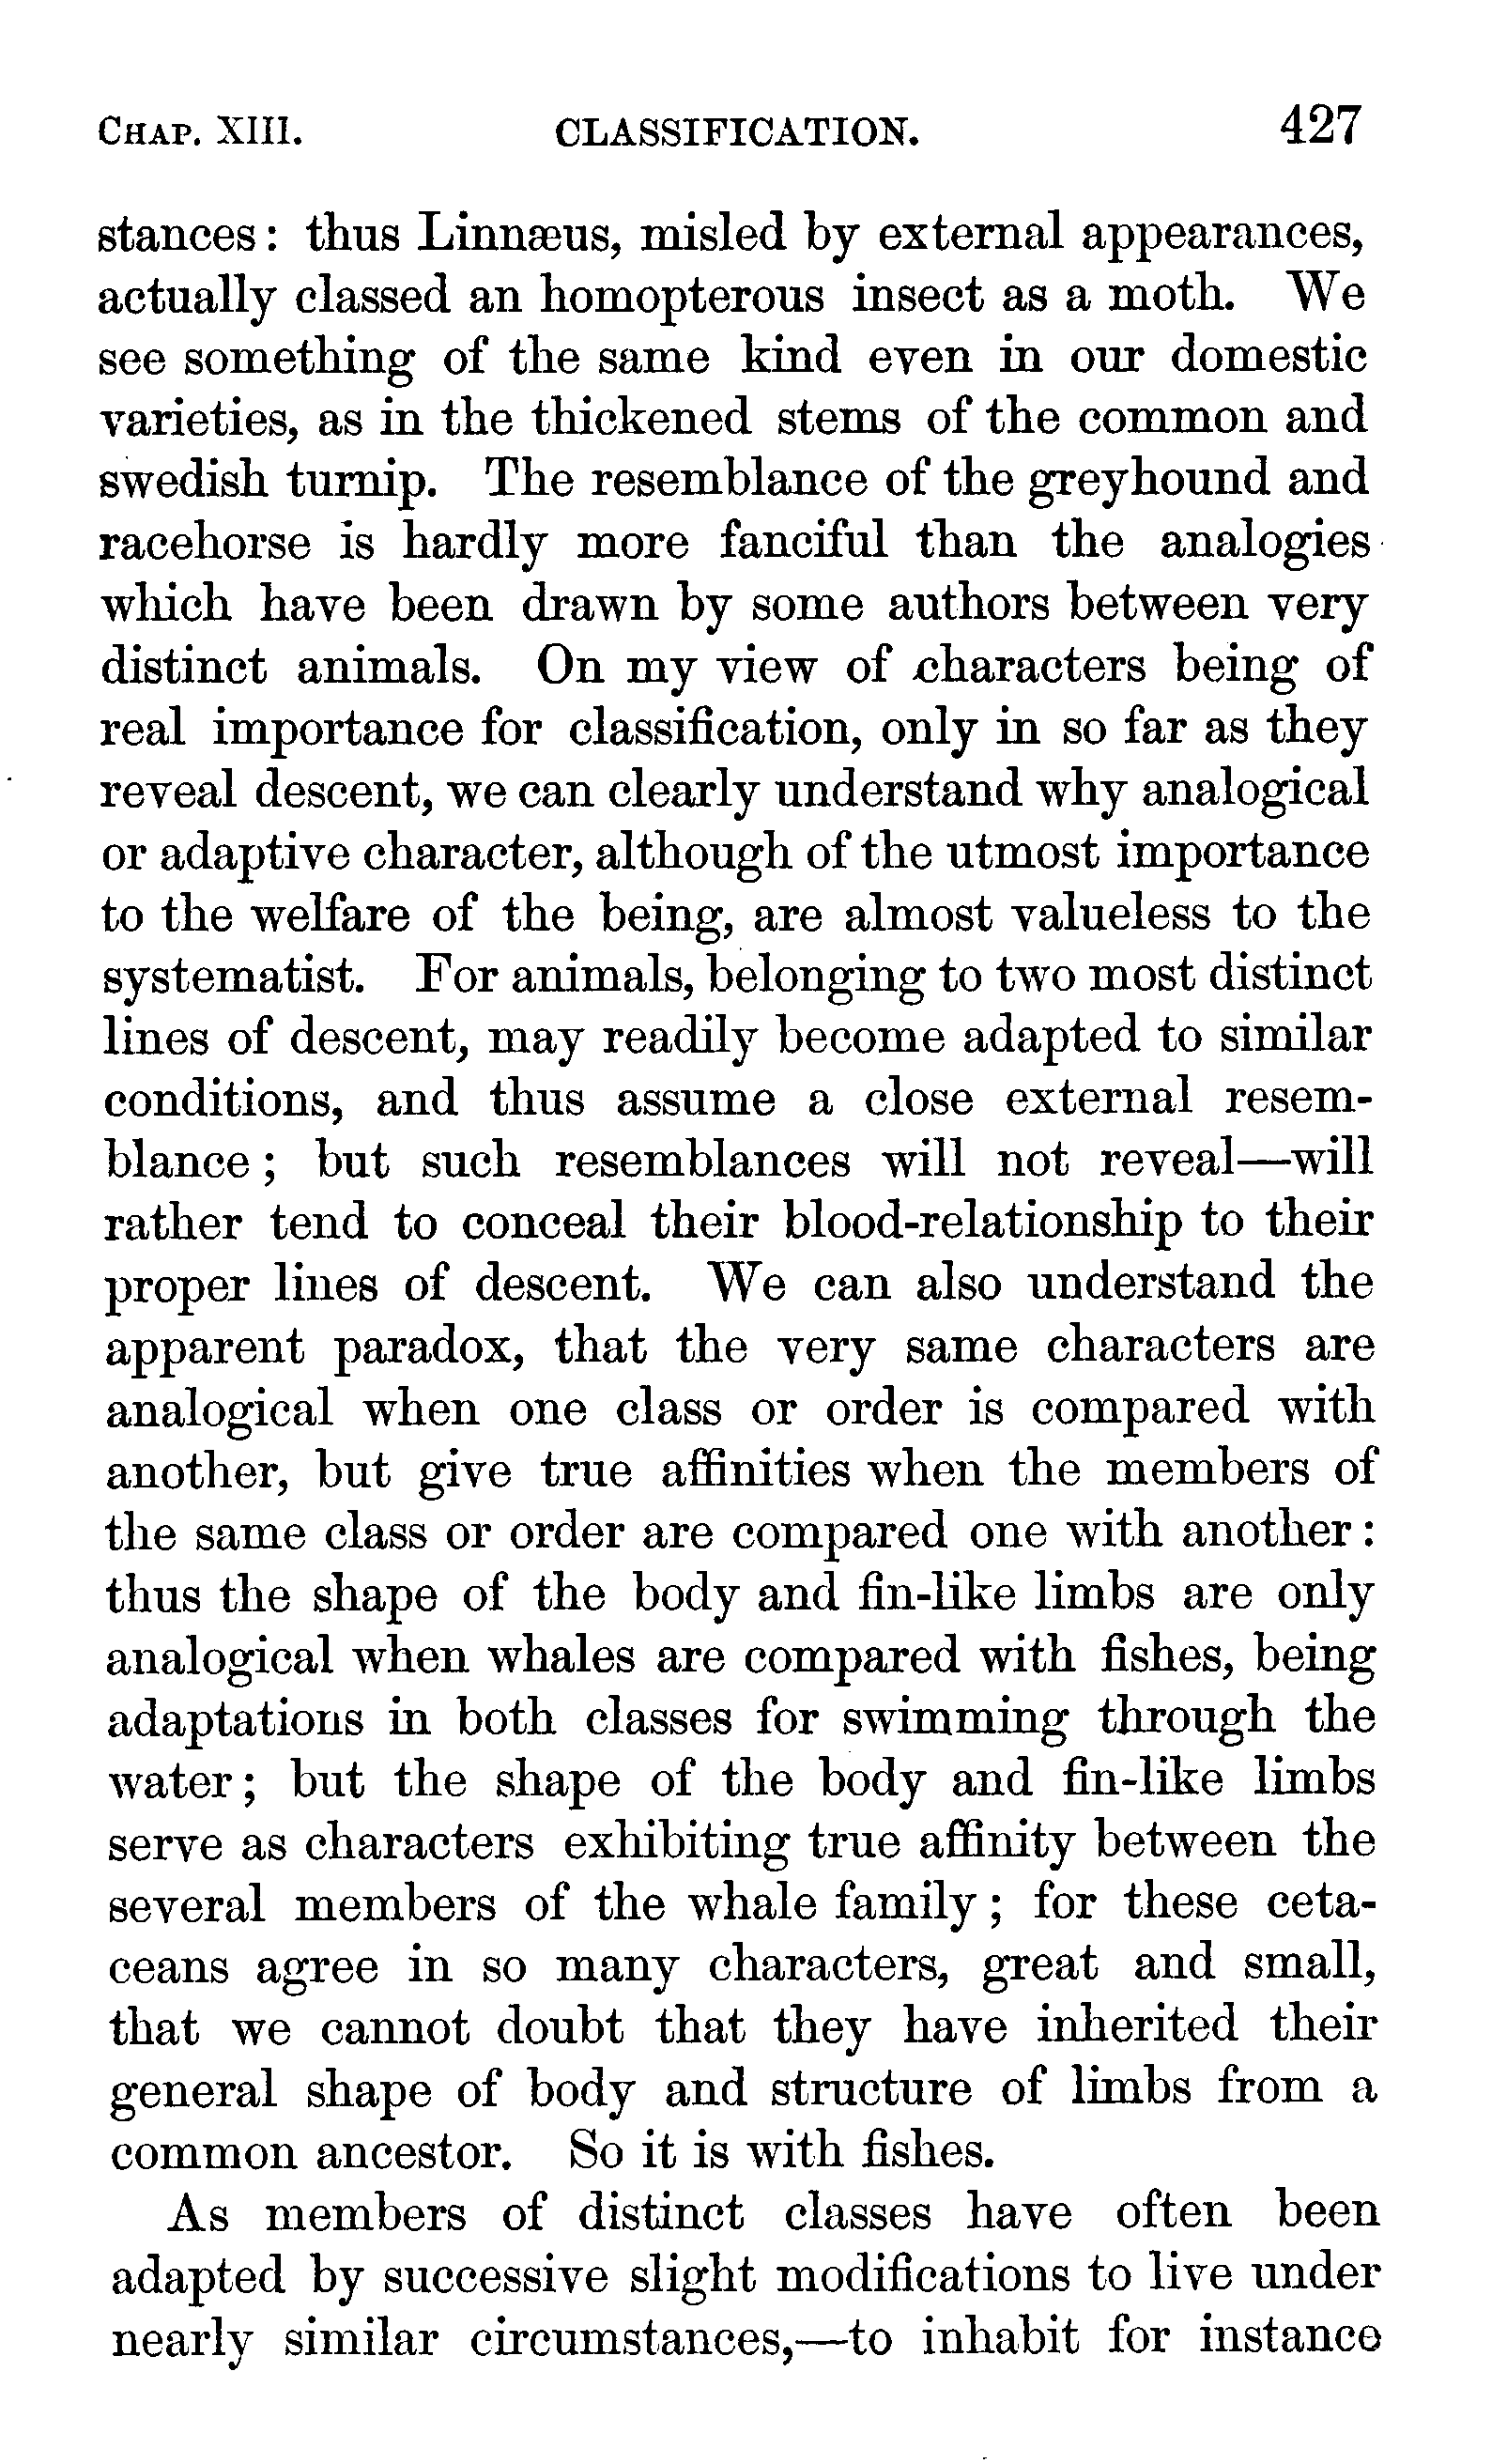 CHAP. XIII. CLASSIFICATION. 427
stances: thus Linnæus, misled by external appearances,
actually classed an homopterous insect as a moth. We
see something of the same kind even in our domestic
varieties, as in the thickened stems of the common and
swedish turnip. The resemblance of the greyhound and
racehorse is hardly more fanciful than the analogies
which have been drawn by some authors between very
distinct animals. On my view of characters being of
real importance for classification, only in so far as they
reveal descent, we can clearly understand why analogical
or adaptive character, although of the utmost importance
to the welfare of the being, are almost valueless to the
systematist. For animals, belonging to two most distinct
lines of descent, may readily become adapted to similar
conditions, and thus assume a close external resem-
blance; but such resemblances will not reveal—will
rather tend to conceal their blood-relationship to their
proper lines of descent. We can also understand the
apparent paradox, that the very same characters are
analogical when one class or order is compared with
another, but give true affinities when the members of
the same class or order are compared one with another:
thus the shape of the body and fin-like limbs are only
analogical when whales are compared with fishes, being
adaptations in both classes for swimming through the
water; but the shape of the body and fin-like limbs
serve as characters exhibiting true affinity between the
several members of the whale family; for these ceta-
ceans agree in so many characters, great and small,
that we cannot doubt that they have inherited their
general shape of body and structure of limbs from a
common ancestor. So it is with fishes.
As members of distinct classes have often been
adapted by successive slight modifications to live under
nearly similar circumstances,—to inhabit for instance